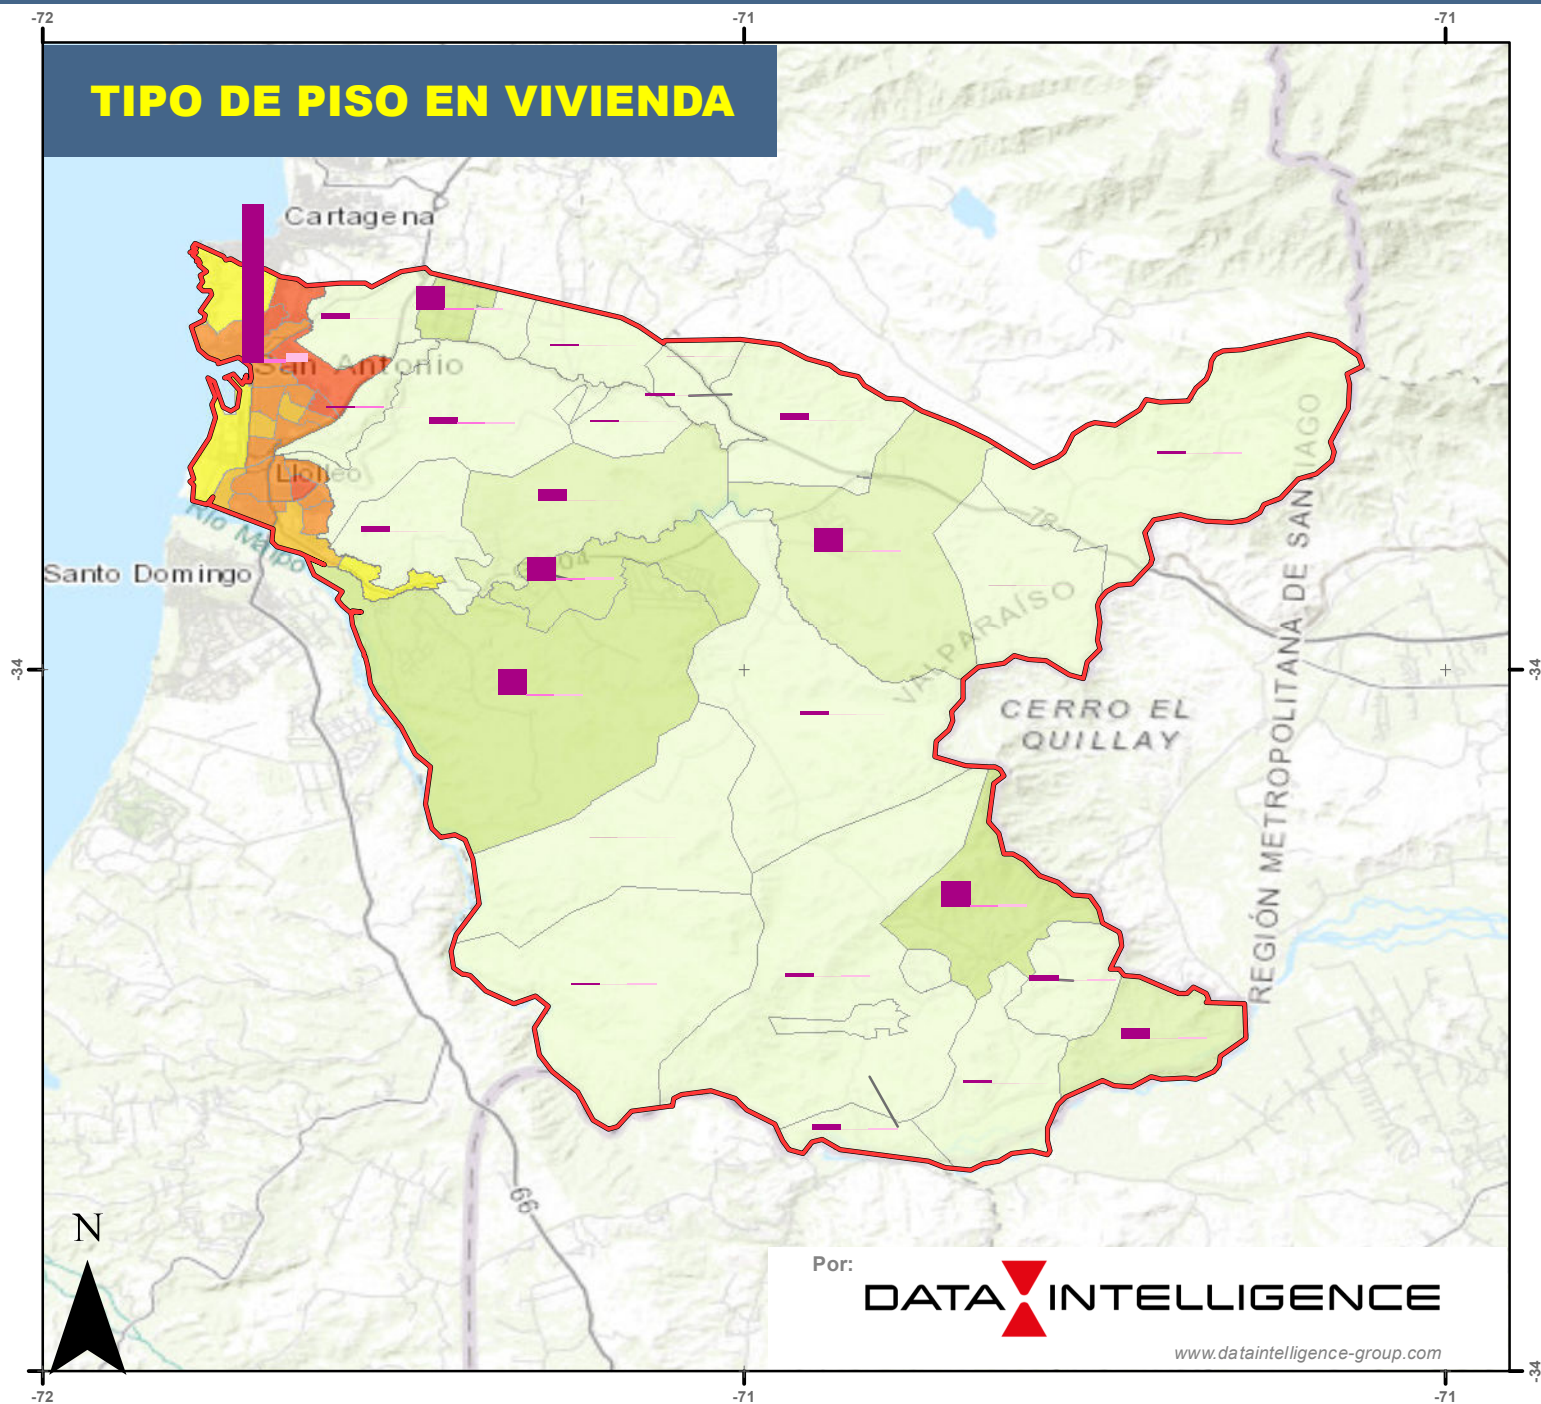 -72
-71
-71
TIPO DE PISO EN VIVIENDA
Cartagena
San Antonio
Llolleo
Río Maipo
Santo Domingo
G-904
78
VALPARAÍSO
REGIÓN METROPOLITANA DE SANTIAGO
-34
-34
CERRO EL
QUILLAY
66
N
Por:
DATA INTELLIGENCE
www.dataintelligence-group.com
-34
-72
-71
-71